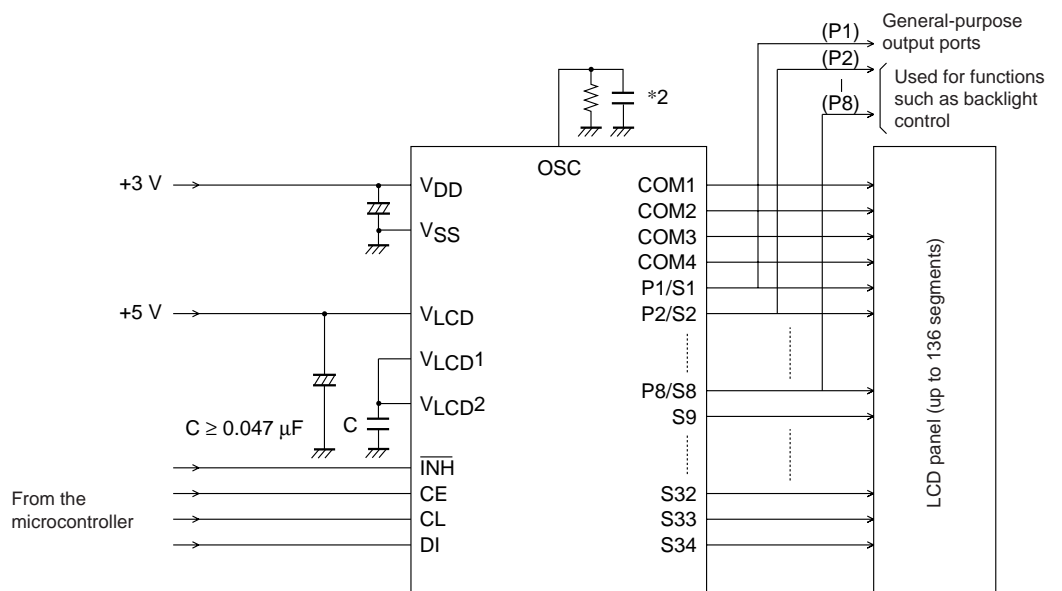 (P1)
General-purpose
output ports
(P2)
(P8)
Used for functions
such as backlight
control
*2
OSC
+3 V
VDD
VSS
+5 V
VLCD
VLCD1
VLCD2
C
C ≥ 0.047 μF
From the
microcontroller
INH
CE
CL
DI
COM1
COM2
COM3
COM4
P1/S1
P2/S2
P8/S8
S9
S32
S33
S34
LCD panel (up to 136 segments)